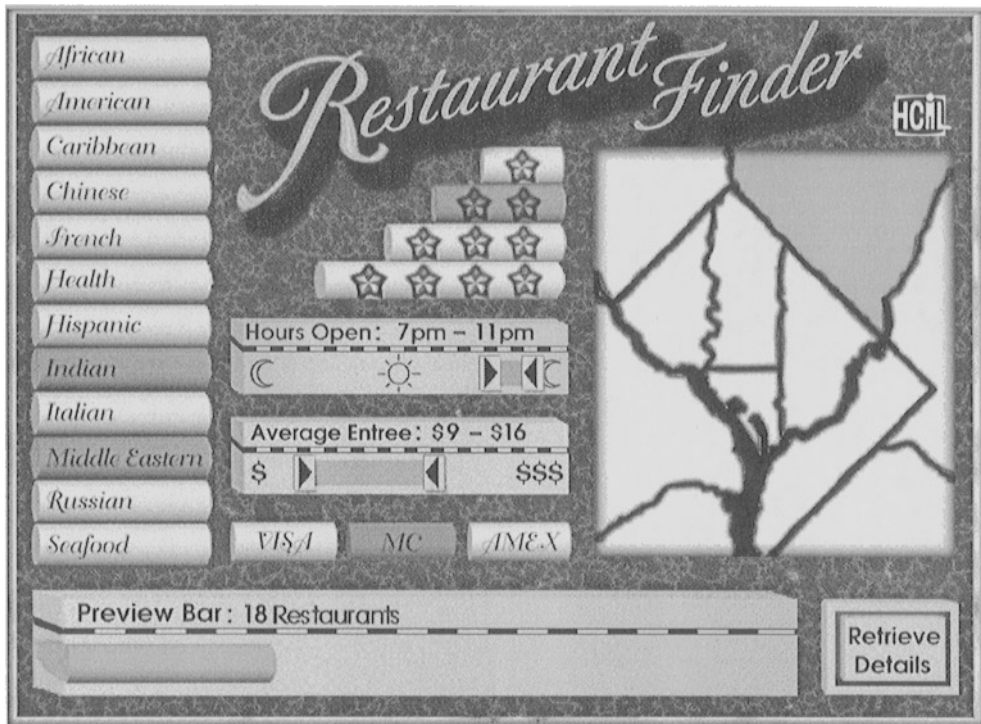 Restaurant Finder
HCIL
African
American
Caribbean
Chinese
French
Health
Hispanic
Indian
Italian
Middle Eastern
Russian
Seafood
Hours Open: 7pm – 11pm
Average Entree: $9 – $16
$ $$$
VISA MC AMEX
Preview Bar: 18 Restaurants
Retrieve
Details